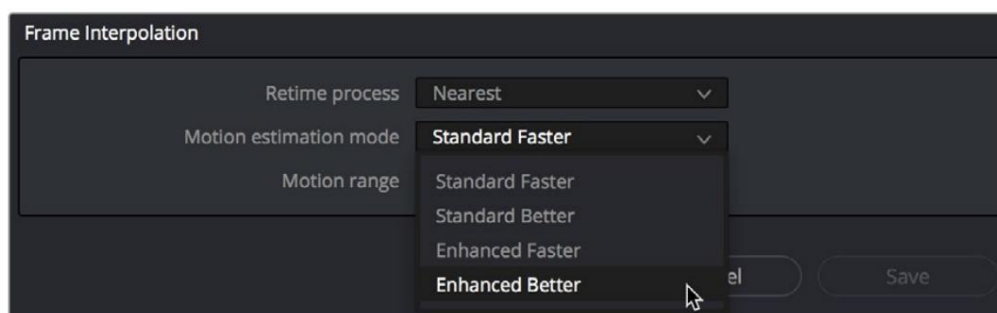 Frame Interpolation
Retime process Nearest
Motion estimation mode Standard Faster
Motion range Standard Faster
Standard Better
Enhanced Faster
Enhanced Better
Save